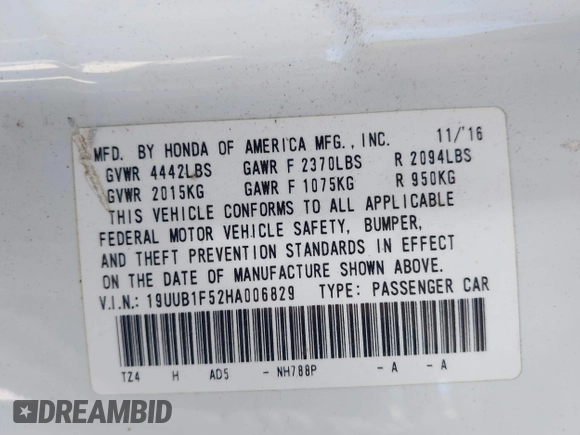 MFD. BY HONDA OF AMERICA MFG., INC. 11/'16
GVWR 4442LBS GAWR F 2370LBS R 2094LBS
GVWR 2015KG GAWR F 1075KG R 950KG
THIS VEHICLE CONFORMS TO ALL APPLICABLE
FEDERAL MOTOR VEHICLE SAFETY, BUMPER,
AND THEFT PREVENTION STANDARDS IN EFFECT
ON THE DATE OF MANUFACTURE SHOWN ABOVE.
V.I.N.: 19UUB1F52HA006829 TYPE: PASSENGER CAR
TZ4 H AD5 - NH788P - A - A
DREAMBID